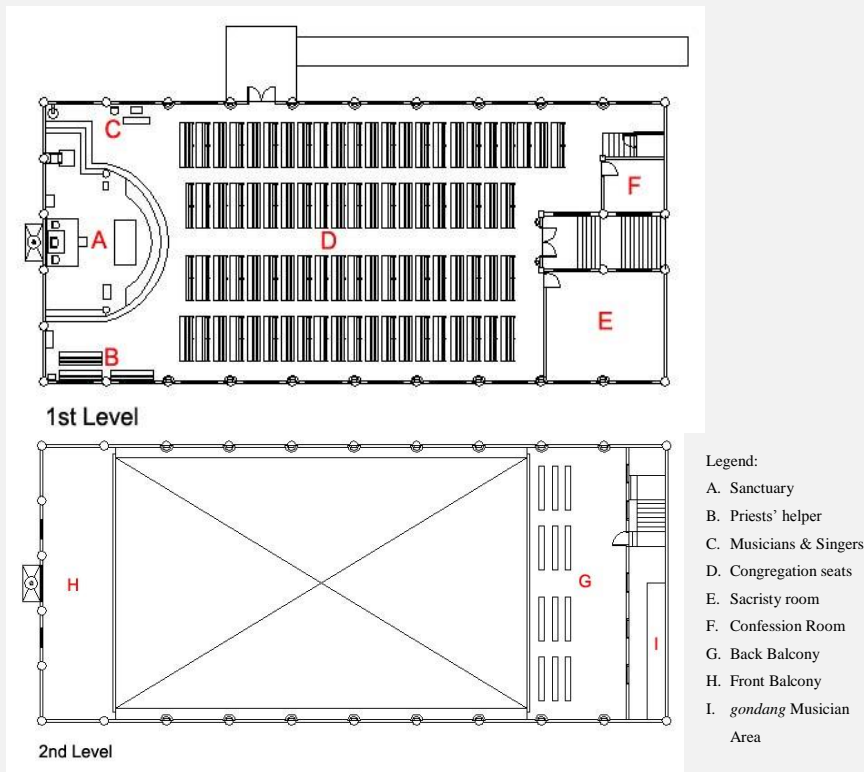 C
F
A
D
E
B
1st Level
H
G
I
2nd Level
Legend:
A. Sanctuary
B. Priests’ helper
C. Musicians & Singers
D. Congregation seats
E. Sacristy room
F. Confession Room
G. Back Balcony
H. Front Balcony
I. gondang Musician
Area